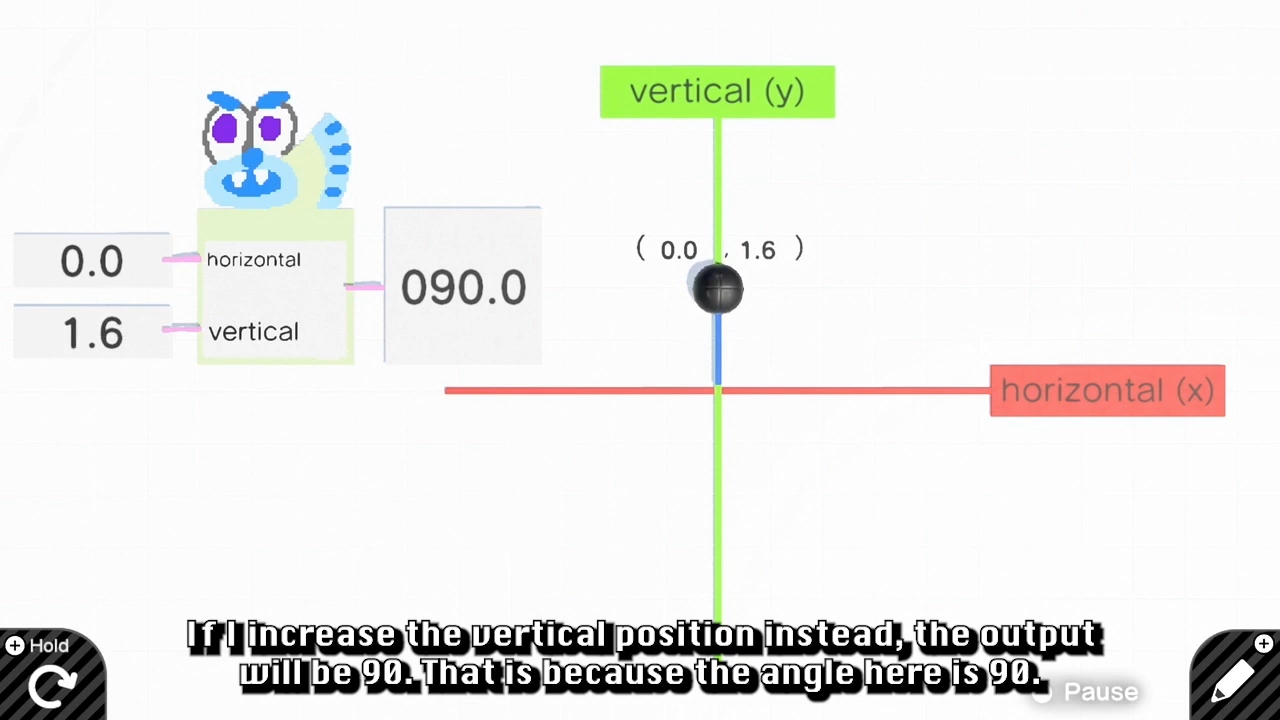 vertical (y)
( 0.0 , 1.6 )
0.0
horizontal
1.6
vertical
090.0
horizontal (x)
If I increase the vertical position instead, the output
will be 90. That is because the angle here is 90.
Hold
Pause